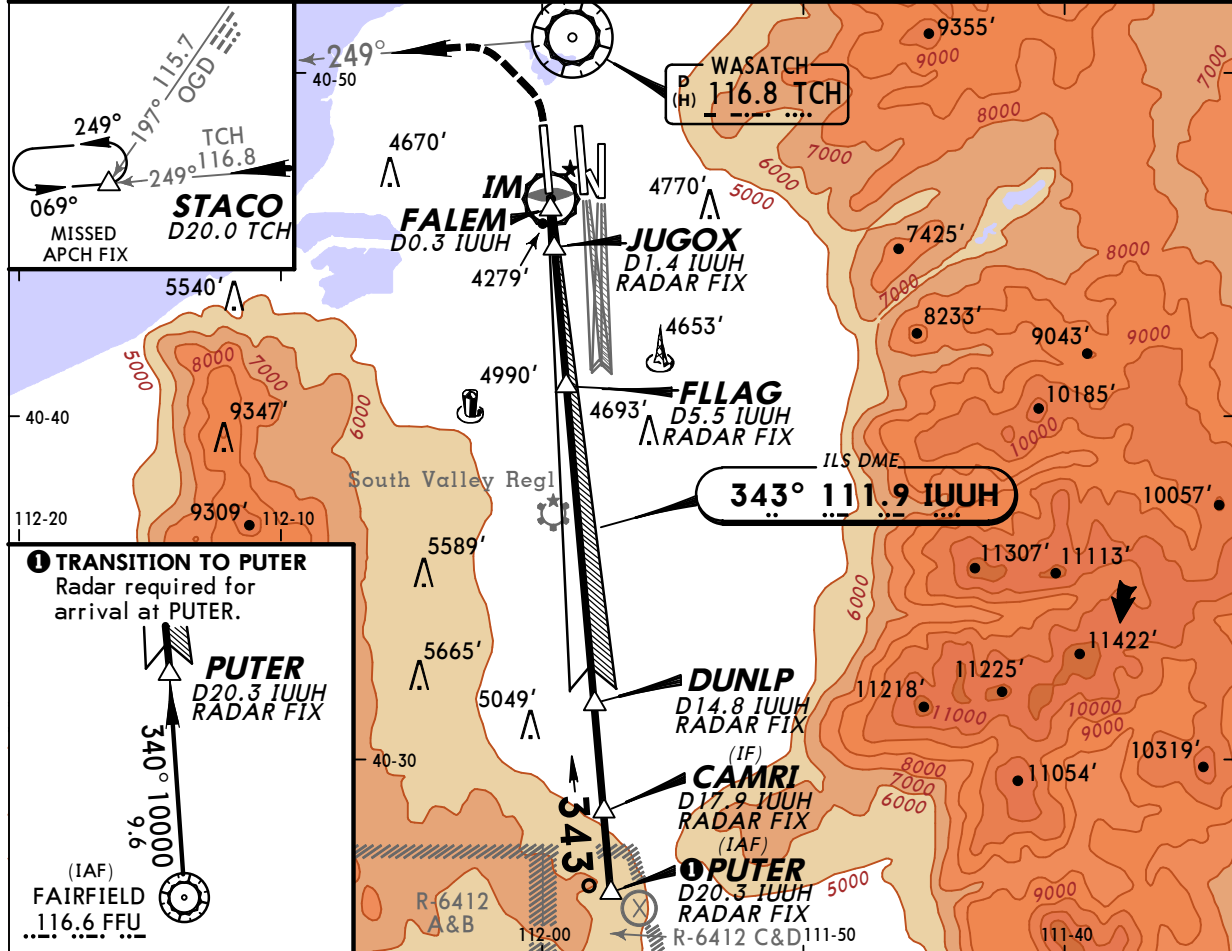 249°
115.7
OGD
197°
TCH
116.8
249°
069°
STACO
D20.0 TCH
MISSED
APCH FIX
249°
40-50
WASATCH
D
(H) 116.8 TCH
9355'
9000
7000
8000
7000
6000
5000
4670'
4770'
IM
FALEM
D0.3 IUUH
4279'
JUGOX
D1.4 IUUH
RADAR FIX
7425'
7000
8000
5540'
5000
8000
7000
6000
4653'
8233'
9043'
9000
4990'
FLLAG
D5.5 IUUH
RADAR FIX
4693'
10185'
10000
40-40
9347'
South Valley Regl
ILS DME
343° 111.9 IUUH
10057'
112-20
9309'
112-10
5589'
11307'
11113'
6000
1 TRANSITION TO PUTER
Radar required for
arrival at PUTER.
PUTER
D20.3 IUUH
RADAR FIX
340° 10000
9.6
(IAF)
FAIRFIELD
116.6 FFU
5665'
5049'
DUNLP
D14.8 IUUH
RADAR FIX
11422'
11225'
11218'
11000
10000
9000
40-30
(IF)
CAMRI
D17.9 IUUH
RADAR FIX
8000
7000
6000
11054'
10319'
343°
(IAF)
1 PUTER
D20.3 IUUH
RADAR FIX
5000
9000
R-6412
A&B
R-6412 C&D
112-00
111-50
111-40